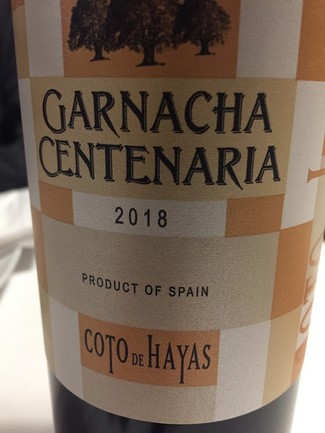 GARNACHA
CENTENARIA
2018
PRODUCT OF SPAIN
COTO DE HAYAS